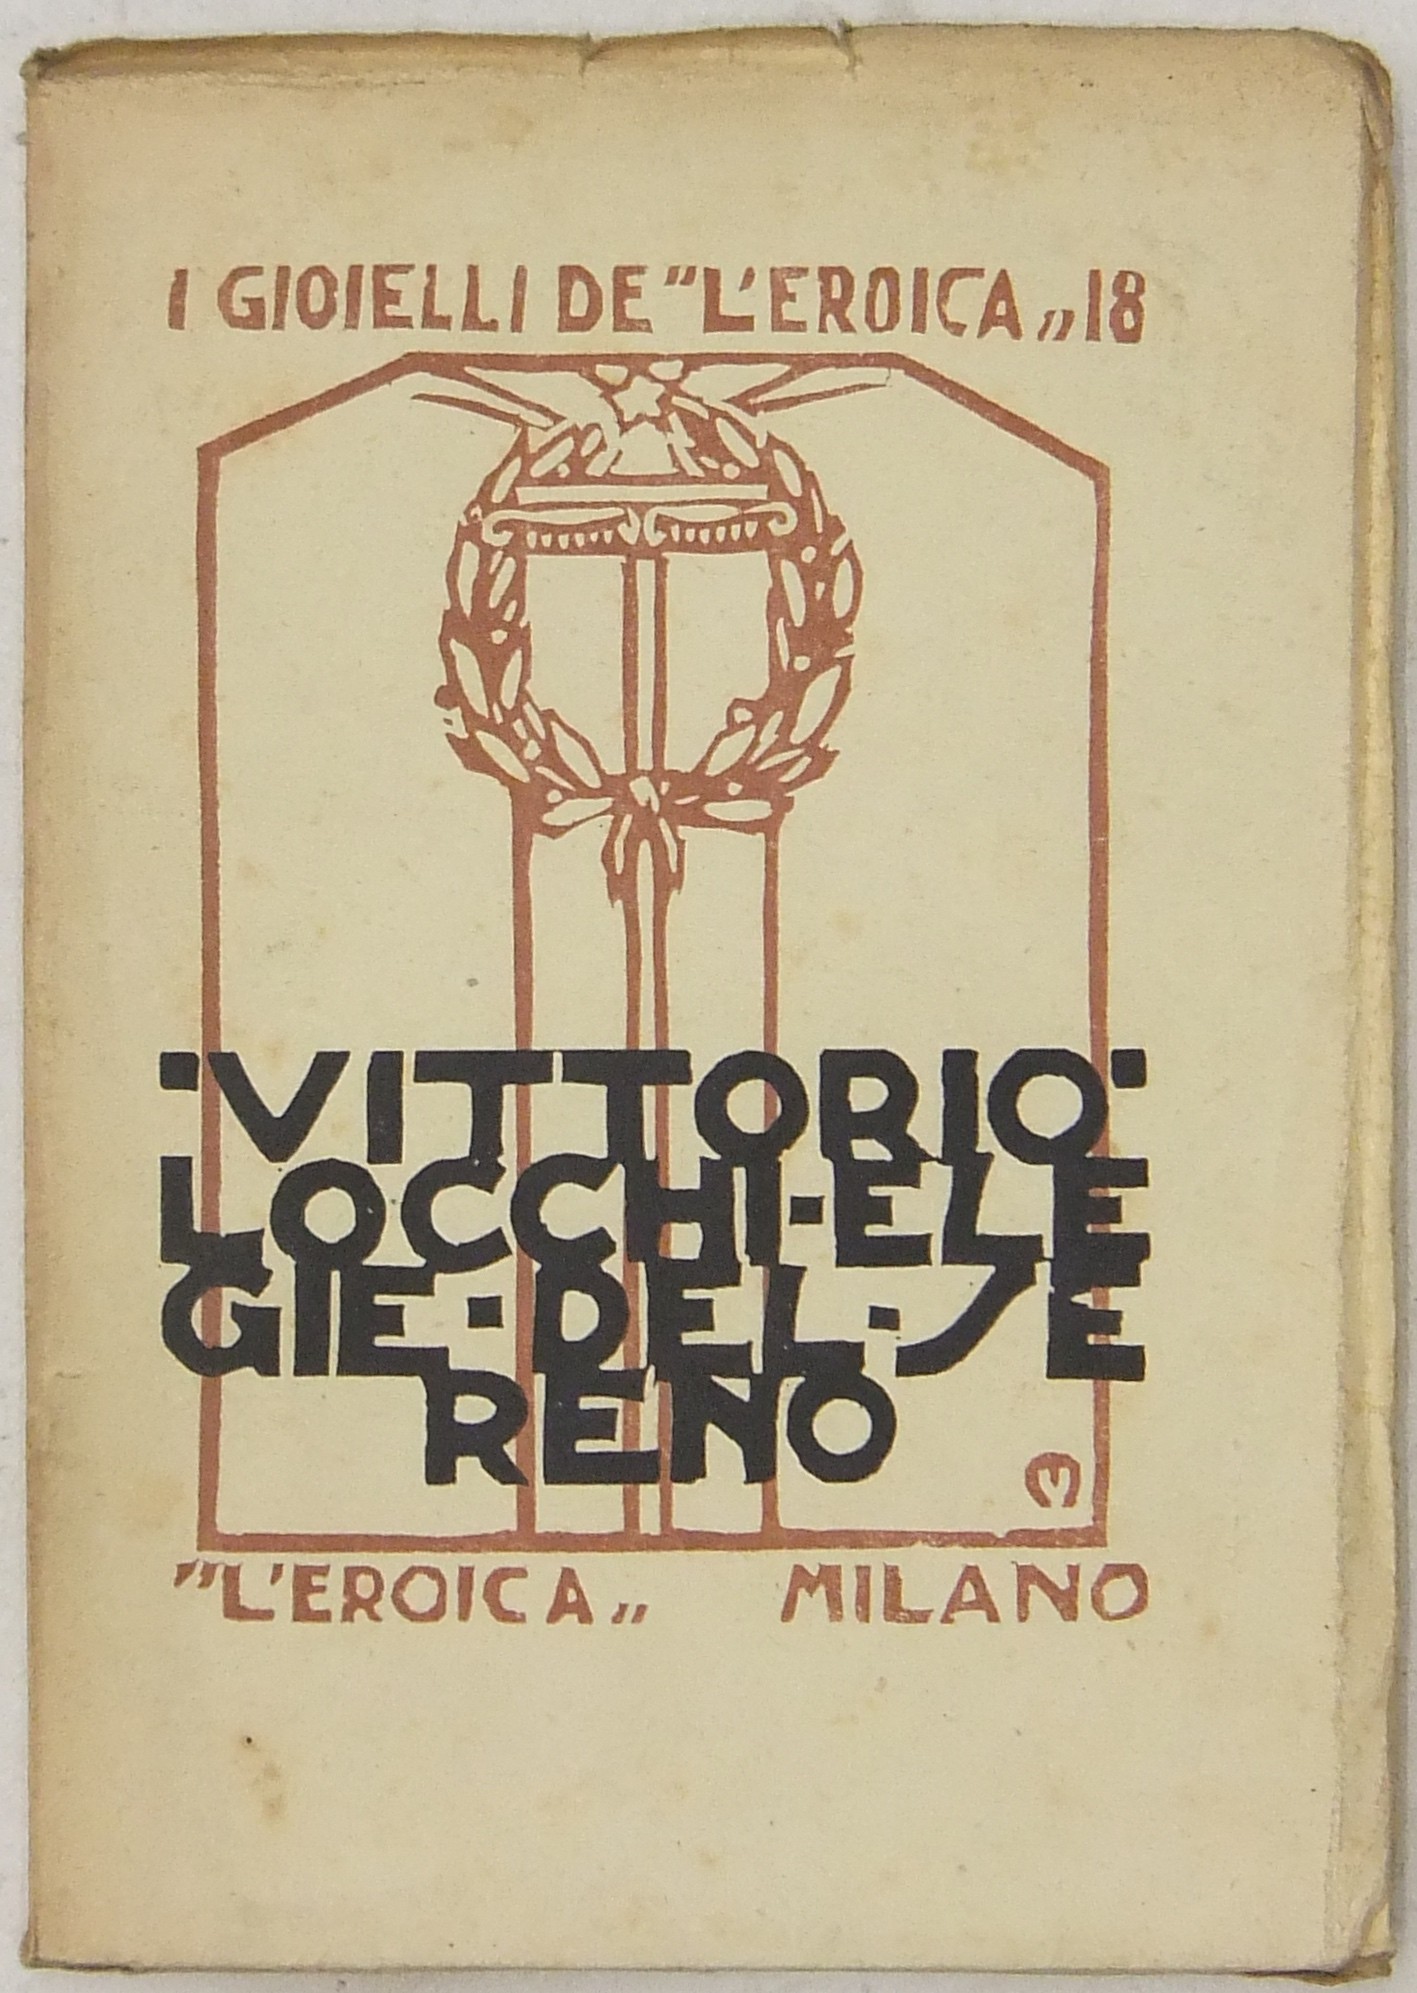 I GIOIELLI DE "L'EROICA„ 18
·VITTORIO·
LOCCHI·ELE
GIE·DEL·SE
RENO
"L'EROICA„ MILANO